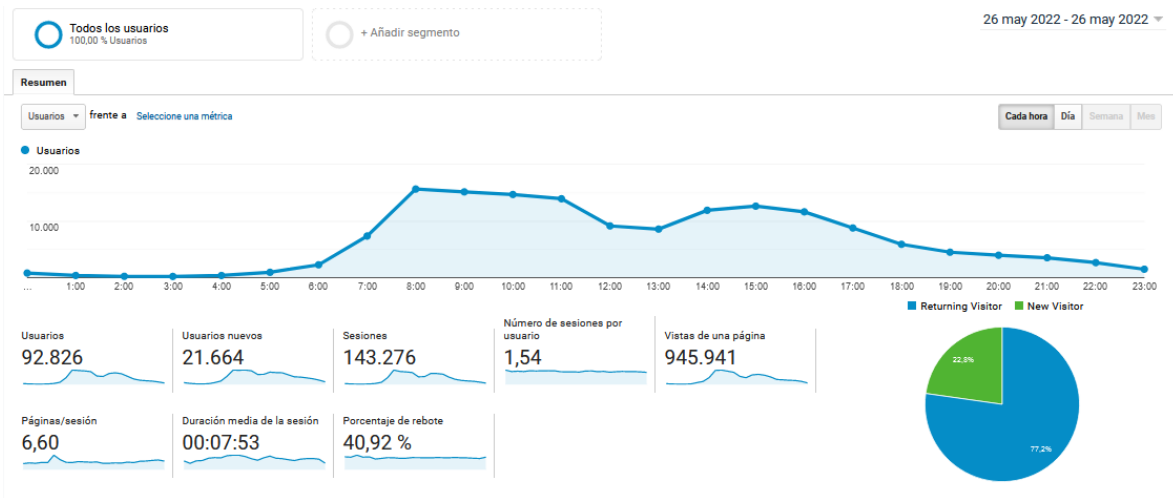 Todos los usuarios
100,00 % Usuarios
+ Añadir segmento
26 may 2022 - 26 may 2022
Resumen
Usuarios frente a Seleccione una métrica
Cada hora Día Semana Mes
Usuarios
20.000
10.000
... 1:00 2:00 3:00 4:00 5:00 6:00 7:00 8:00 9:00 10:00 11:00 12:00 13:00 14:00 15:00 16:00 17:00 18:00 19:00 20:00 21:00 22:00 23:00
Returning Visitor New Visitor
Usuarios
92.826
Usuarios nuevos
21.664
Sesiones
143.276
Número de sesiones por
usuario
1,54
Vistas de una página
945.941
Páginas/sesión
6,60
Duración media de la sesión
00:07:53
Porcentaje de rebote
40,92 %
22,8%
77,2%